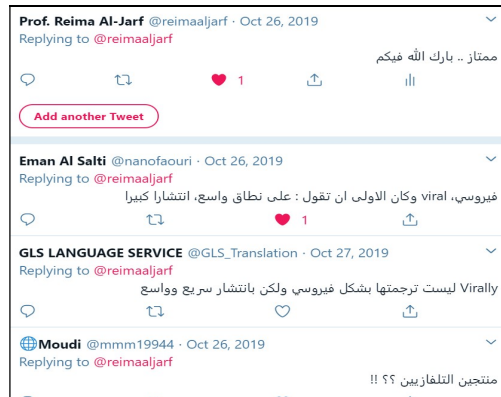 Prof. Reima Al-Jarf @reimaaljarf · Oct 26, 2019
Replying to @reimaaljarf
ممتاز .. بارك الله فيكم
1
Add another Tweet
Eman Al Salti @nanofaouri · Oct 26, 2019
Replying to @reimaaljarf
فيروسي، viral وكان الاولى ان تقول : على نطاق واسع، انتشارا كبيرا
1
GLS LANGUAGE SERVICE @GLS_Translation · Oct 27, 2019
Replying to @reimaaljarf
Virally ليست ترجمتها بشكل فيروسي ولكن بانتشار سريع وواسع
Moudi @mmm19944 · Oct 26, 2019
Replying to @reimaaljarf
منتجين التلفازيين ؟؟ !!